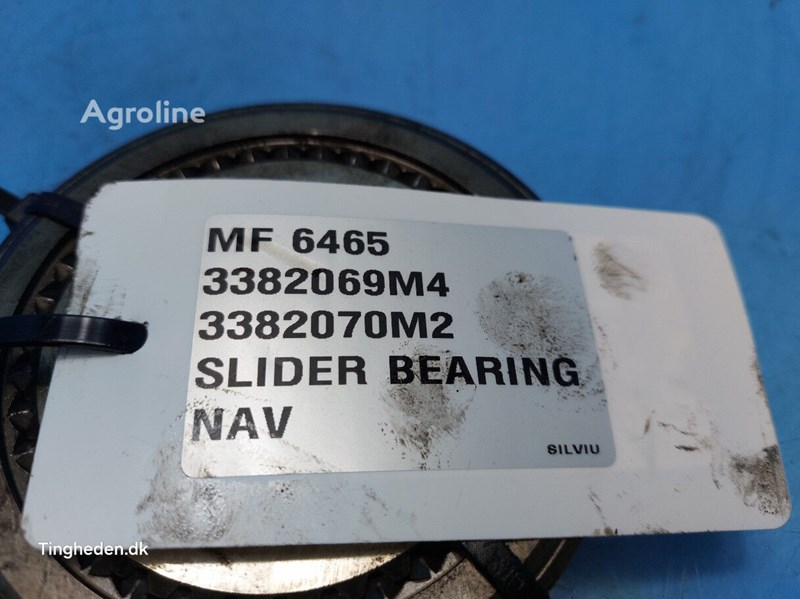 Agroline
MF 6465
3382069M4
3382070M2
SLIDER BEARING
NAV
SILVIU
Tingheden.dk